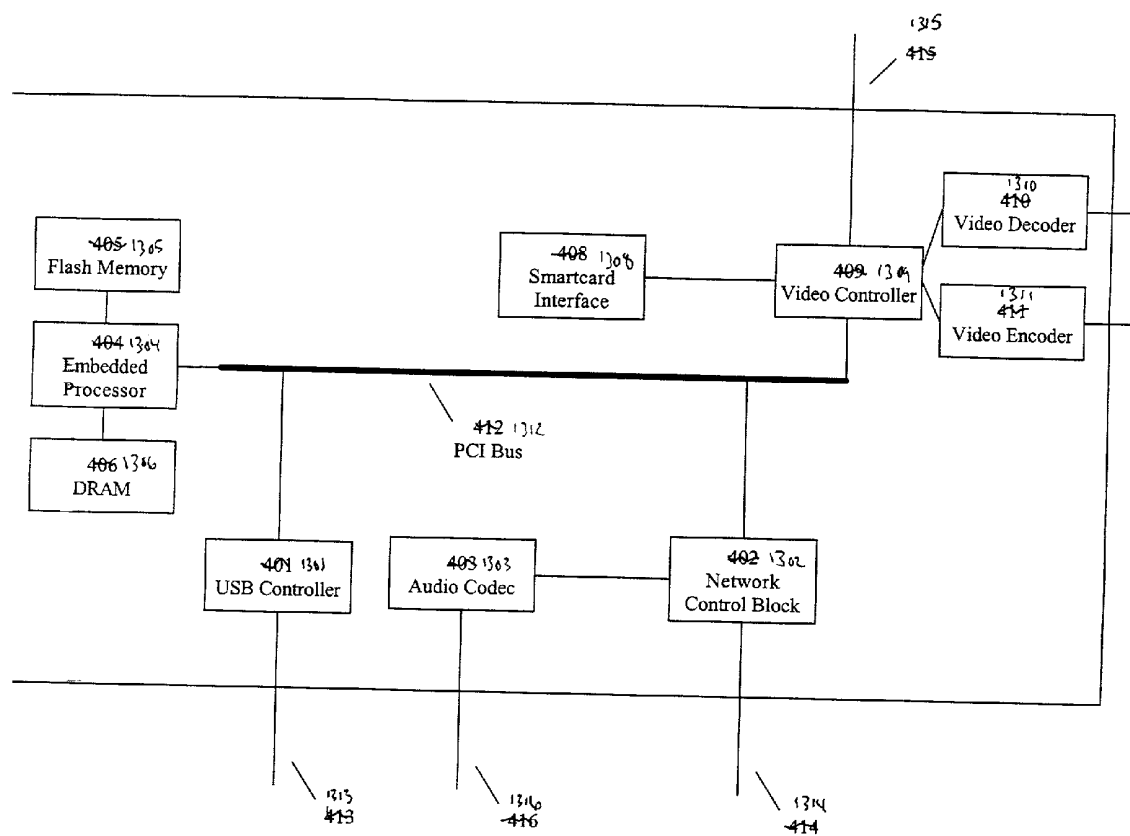 1315
415
1310
410
Video Decoder
405 1305
Flash Memory
408 1308
Smartcard
Interface
409 1309
Video Controller
1311
411
Video Encoder
404 1304
Embedded
Processor
412 1312
PCI Bus
406 1306
DRAM
401 1301
USB Controller
403 1303
Audio Codec
402 1302
Network
Control Block
1313
413
1316
416
1314
414